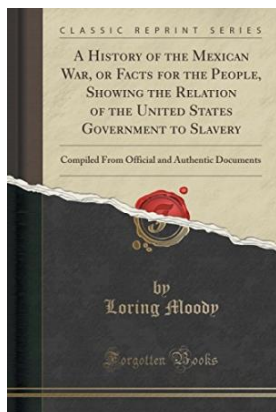 CLASSIC REPRINT SERIES
A HISTORY OF THE MEXICAN
WAR, OR FACTS FOR THE PEOPLE,
SHOWING THE RELATION
OF THE UNITED STATES
GOVERNMENT TO SLAVERY
Compiled From Official and Authentic Documents
by
Loring Moody
Forgotten Books